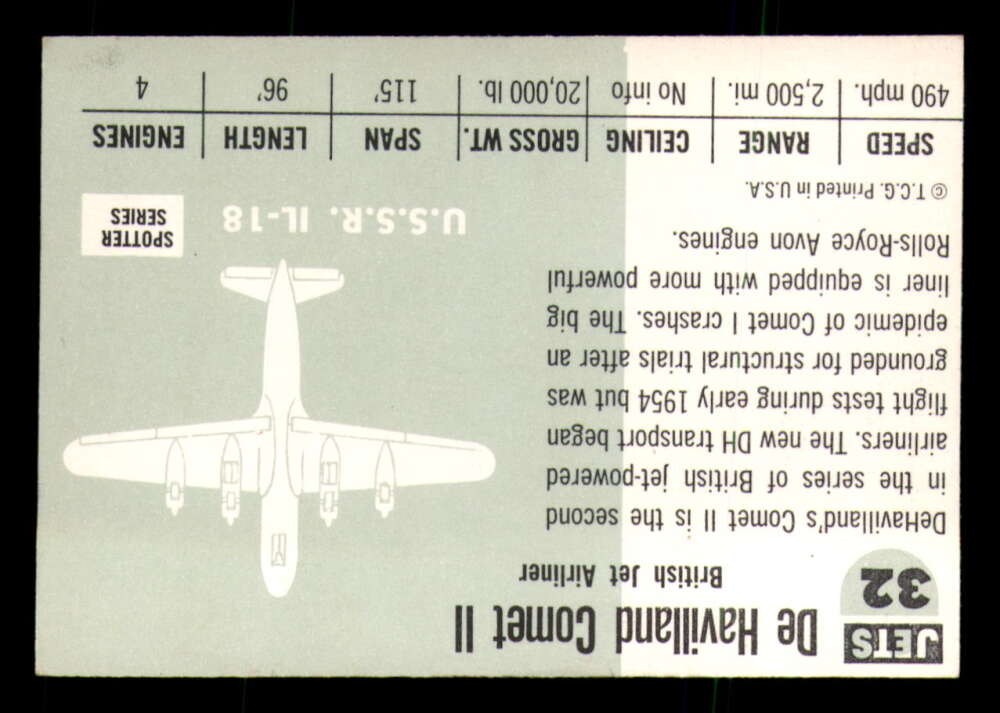 JETS
32
De Havilland Comet II
British Jet Airliner
DeHavilland's Comet II is the second
in the series of British jet-powered
airliners. The new DH transport began
flight tests during early 1954 but was
grounded for structural trials after an
epidemic of Comet I crashes. The big
liner is equipped with more powerful
Rolls-Royce Avon engines.
© T.C.G. Printed in U.S.A.
U.S.S.R. IL-18
SPOTTER
SERIES
SPEED RANGE CEILING GROSS WT. SPAN LENGTH ENGINES
490 mph. 2,500 mi. No info 20,000 lb. 115' 96' 4